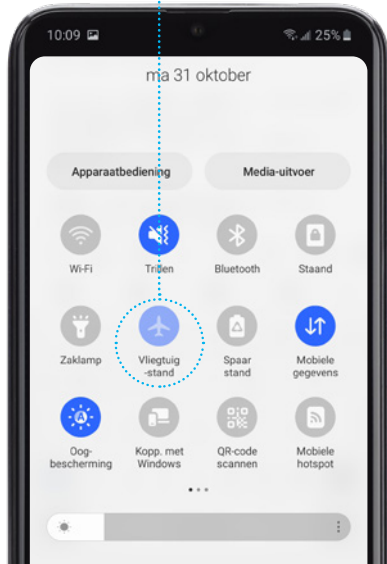 10:09 25%
ma 31 oktober
Apparaatbediening Media-uitvoer
Wi-Fi Trillen Bluetooth Staand
Zaklamp Vliegtuig Spaar Mobiele
-stand stand gegevens
Oog- Kopp. met QR-code Mobiele
bescherming Windows scannen hotspot